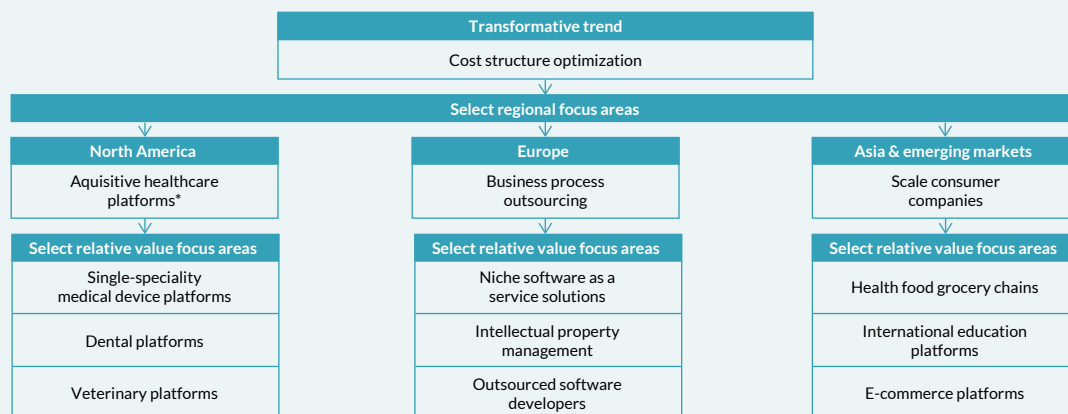 Transformative trend
Cost structure optimization
Select regional focus areas
North America
Aquisitive healthcare
platforms*
Select relative value focus areas
Single-speciality
medical device platforms
Dental platforms
Veterinary platforms
Europe
Business process
outsourcing
Select relative value focus areas
Niche software as a
service solutions
Intellectual property
management
Outsourced software
developers
Asia & emerging markets
Scale consumer
companies
Select relative value focus areas
Health food grocery chains
International education
platforms
E-commerce platforms